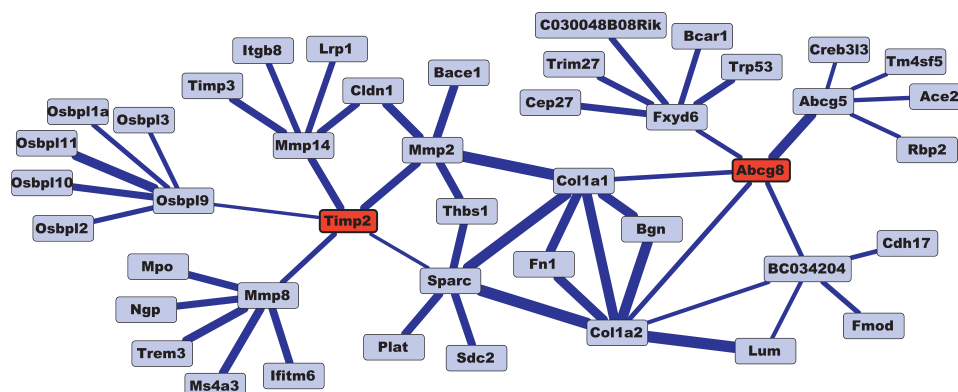 C030048B08Rik
Itgb8
Lrp1
Bcar1
Creb3l3
Trim27
Trp53
Tm4sf5
Timp3
Cldn1
Bace1
Cep27
Abcg5
Ace2
Osbpl1a
Osbpl3
Fxyd6
Osbpl11
Mmp14
Mmp2
Rbp2
Osbpl10
Col1a1
Abcg8
Osbpl9
Timp2
Thbs1
Osbpl2
Bgn
Cdh17
Mpo
Fn1
BC034204
Sparc
Ngp
Mmp8
Fmod
Col1a2
Trem3
Plat
Sdc2
Lum
Ms4a3
Ifitm6